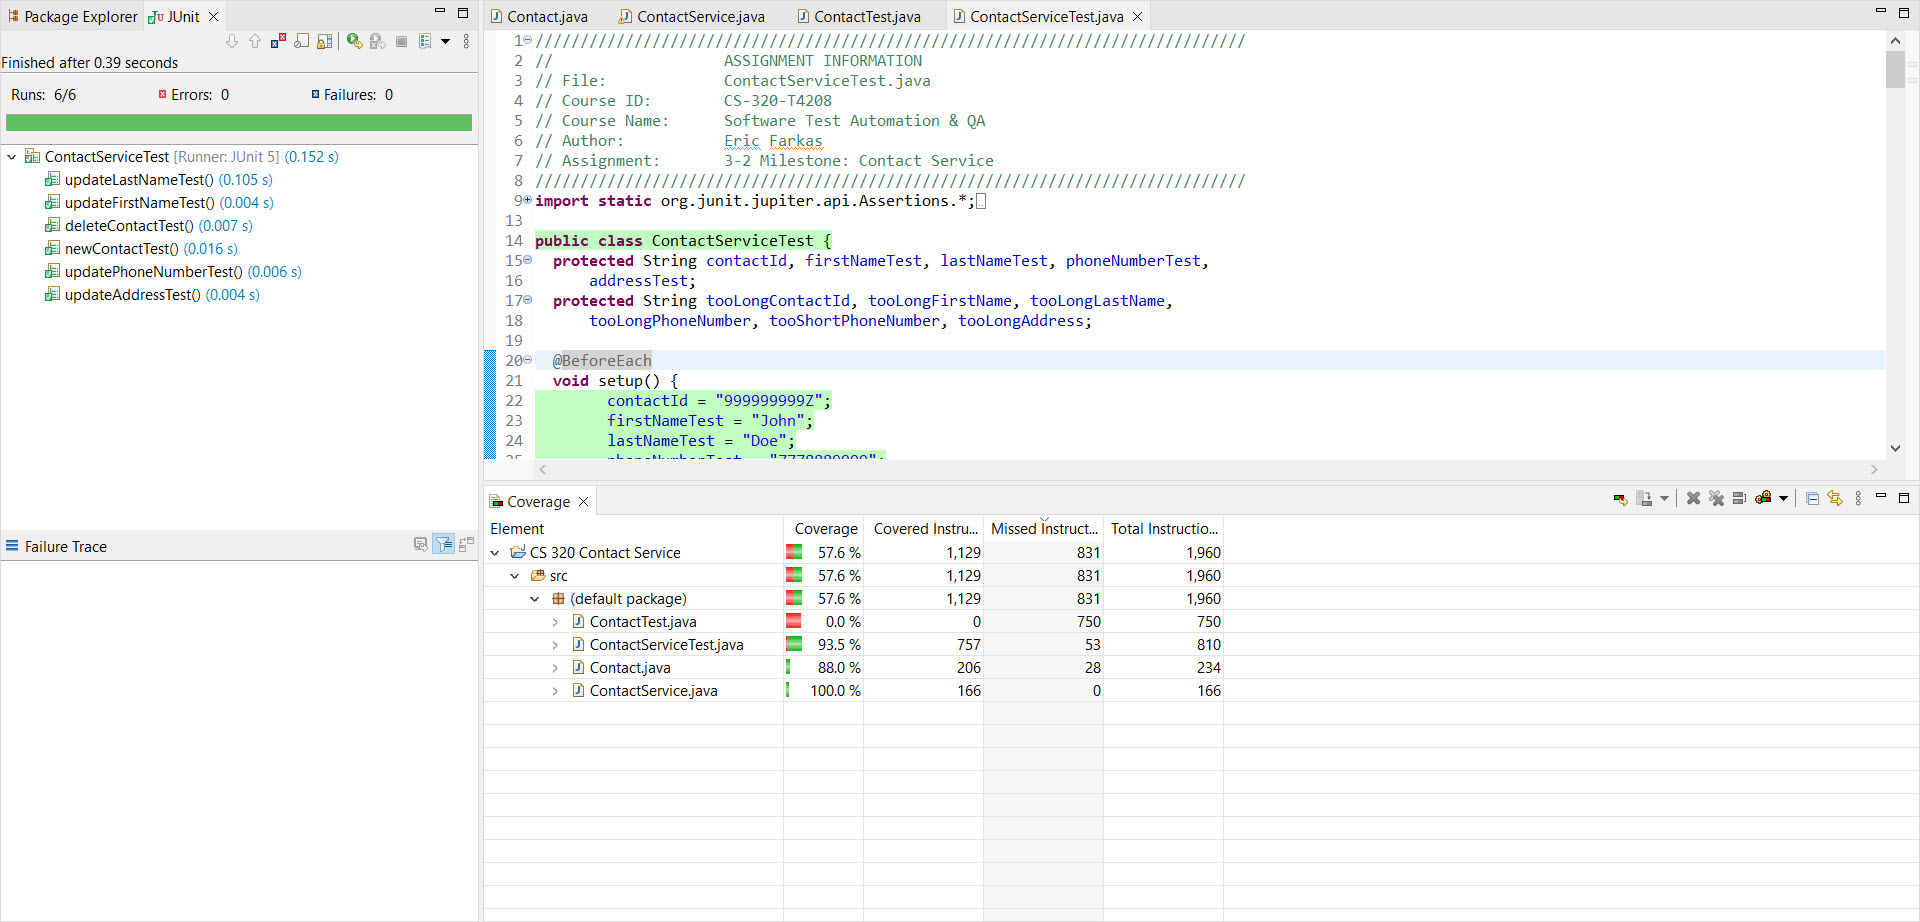 Package Explorer JUnit
Finished after 0.39 seconds
Runs: 6/6 Errors: 0 Failures: 0
ContactServiceTest [Runner: JUnit 5] (0.152 s)
updateLastNameTest() (0.105 s)
updateFirstNameTest() (0.004 s)
deleteContactTest() (0.007 s)
newContactTest() (0.016 s)
updatePhoneNumberTest() (0.006 s)
updateAddressTest() (0.004 s)
Failure Trace
Contact.java ContactService.java ContactTest.java ContactServiceTest.java
1 ///////////////////////////////////////////////////////////////////////////////
2 // ASSIGNMENT INFORMATION
3 // File: ContactServiceTest.java
4 // Course ID: CS-320-T4208
5 // Course Name: Software Test Automation & QA
6 // Author: Eric Farkas
7 // Assignment: 3-2 Milestone: Contact Service
8 ///////////////////////////////////////////////////////////////////////////////
9 import static org.junit.jupiter.api.Assertions.*;
13
14 public class ContactServiceTest {
15 protected String contactId, firstNameTest, lastNameTest, phoneNumberTest,
16 addressTest;
17 protected String tooLongContactId, tooLongFirstName, tooLongLastName,
18 tooLongPhoneNumber, tooShortPhoneNumber, tooLongAddress;
19
20 @BeforeEach
21 void setup() {
22 contactId = "999999999Z";
23 firstNameTest = "John";
24 lastNameTest = "Doe";
Coverage
Element Coverage Covered Instru... Missed Instruct... Total Instructio...
CS 320 Contact Service 57.6 % 1,129 831 1,960
src 57.6 % 1,129 831 1,960
(default package) 57.6 % 1,129 831 1,960
ContactTest.java 0.0 % 0 750 750
ContactServiceTest.java 93.5 % 757 53 810
Contact.java 88.0 % 206 28 234
ContactService.java 100.0 % 166 0 166